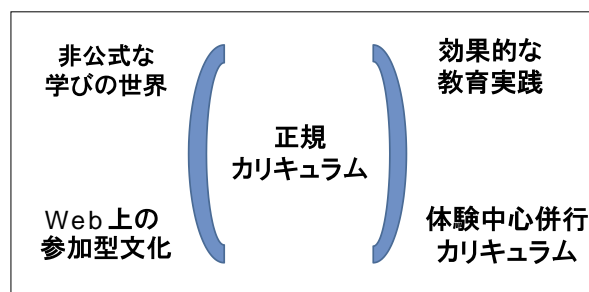 非公式な
学びの世界
効果的な
教育実践
正規
カリキュラム
Web上の
参加型文化
体験中心併行
カリキュラム